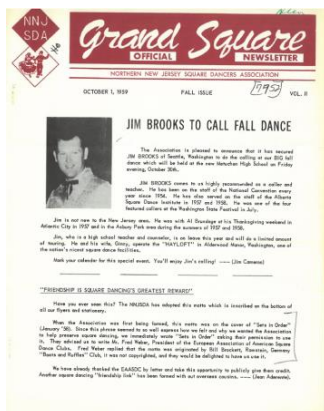 Helen
NNJ
SDA
Grand Square
OFFICIAL NEWSLETTER
NORTHERN NEW JERSEY SQUARE DANCERS ASSOCIATION
OCTOBER 1, 1959 FALL ISSUE VOL. II
JIM BROOKS TO CALL FALL DANCE
The Association is pleased to announce that it has secured
JIM BROOKS of Seattle, Washington to do the calling at our BIG fall
dance which will be held at the new Metuchen High School on Friday
evening, October 30th.
JIM BROOKS comes to us highly recommended as a caller and
teacher. He has been on the staff of the National Convention every
year since 1956. He has also served on the staff of the Alberta
Square Dance Institute in 1957 and 1958. He was one of the four
featured callers at the Washington State Festival in July.
Jim is not new to the New Jersey area. He was with Al Brundage at his Thanksgiving weekend in
Atlantic City in 1957 and in the Asbury Park area during the summers of 1957 and 1958.
Jim, who is a high school teacher and counselor, is on leave this year and will do a limited amount
of touring. He and his wife, Ginny, operate the "HAYLOFT" in Alderwood Manor, Washington, one of
the nation's nicest square dance facilities.
Mark your calendar for this special event. You'll enjoy Jim's calling! ---- (Jim Cameron)
"FRIENDSHIP IS SQUARE DANCING'S GREATEST REWARD"
Have you ever seen this? The NNJSDA has adopted this motto which is inscribed on the bottom of
all our flyers and stationery.
When the Association was first being formed, this motto was on the cover of "Sets in Order"
(January '58). Since this phrase seemed to so well express how we felt and why we wanted the Association
to help preserve square dancing, we immediately wrote "Sets in Order" asking their permission to use
it. They advised us to write Mr. Fred Weber, President of the European Association of American Square
Dance Clubs. Fred Weber replied that the motto was originated by Bill Brockett, Ramstein, Germany
"Boots and Ruffles" Club, it was not copyrighted, and they would be delighted to have us use it.
We have already thanked the EAASDC by letter and take this opportunity to publicly give them credit.
Another square dancing "friendship link" has been formed with our overseas cousins. ---- (Jean Adamosle).